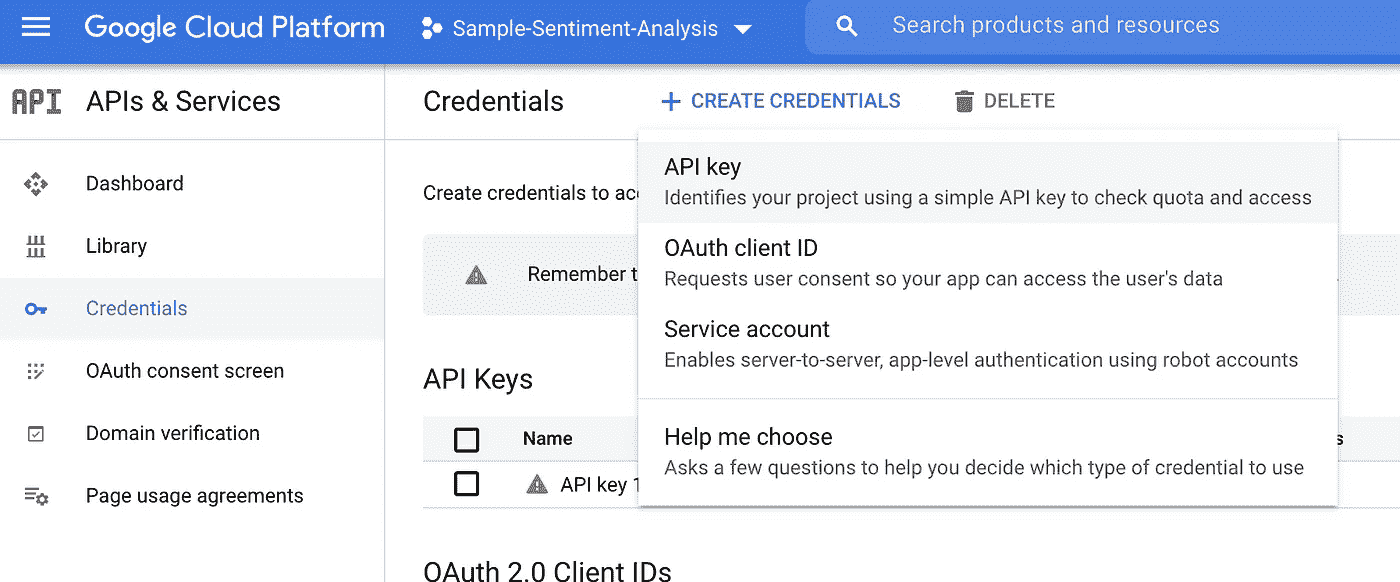 Google Cloud Platform
Sample-Sentiment-Analysis
Search products and resources
API
APIs & Services
Credentials
CREATE CREDENTIALS
DELETE
Dashboard
Library
Credentials
OAuth consent screen
Domain verification
Page usage agreements
Create credentials to
Remember
API Keys
Name
API key 1
OAuth 2.0 Client IDs
API key
Identifies your project using a simple API key to check quota and access
OAuth client ID
Requests user consent so your app can access the user's data
Service account
Enables server-to-server, app-level authentication using robot accounts
Help me choose
Asks a few questions to help you decide which type of credential to use